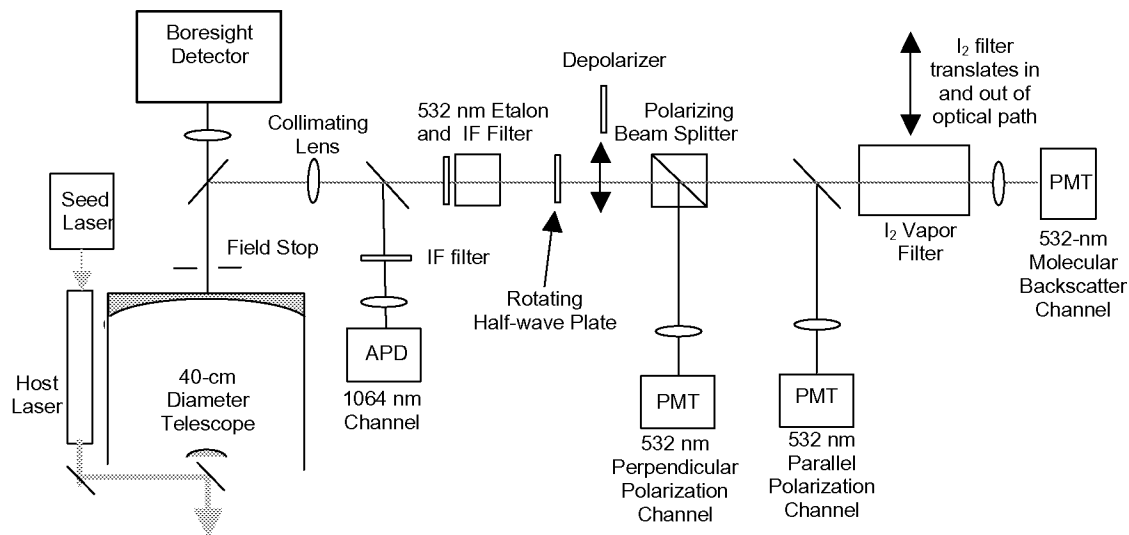 Boresight
Detector
Collimating
Lens
532 nm Etalon
and IF Filter
Depolarizer
Polarizing
Beam Splitter
I₂ filter
translates in
and out of
optical path
Seed
Laser
Field Stop
IF filter
Rotating
Half-wave Plate
I₂ Vapor
Filter
PMT
532-nm
Molecular
Backscatter
Channel
Host
Laser
40-cm
Diameter
Telescope
APD
1064 nm
Channel
PMT
532 nm
Perpendicular
Polarization
Channel
PMT
532 nm
Parallel
Polarization
Channel